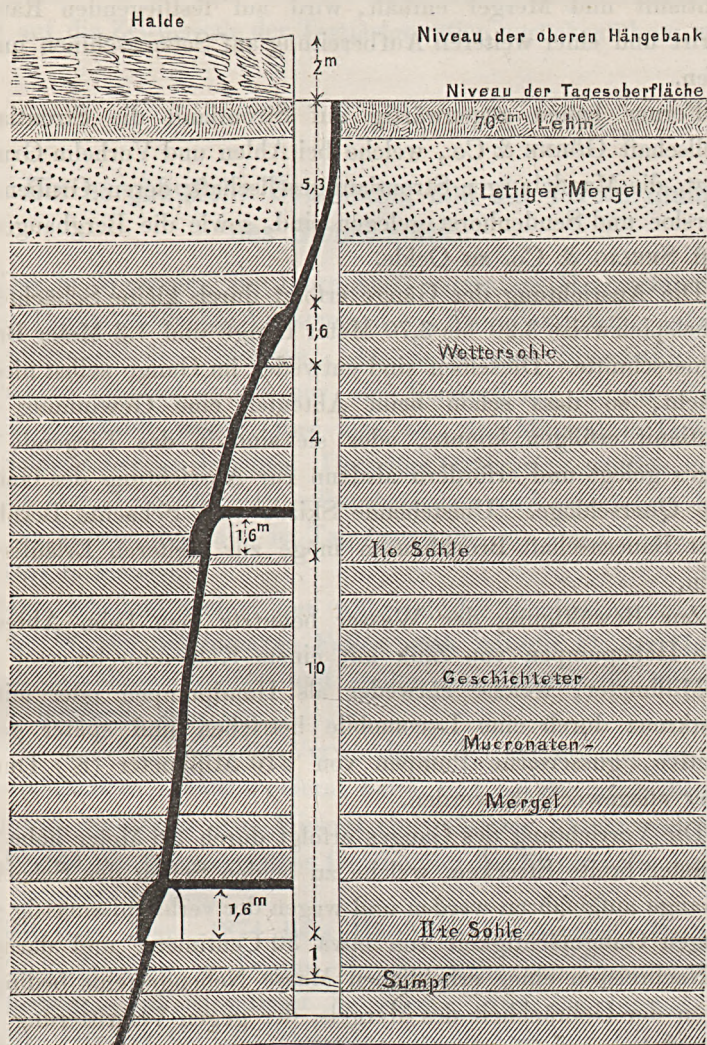 Halde
Niveau der oberen Hängebank
2m
Niveau der Tagesoberfläche
70cm Lehm
5,3
Lettiger Mergel
1,6
Wettersohle
4
1,6m
Ite Sohle
10
Geschichteter
Mucronaten-
Mergel
1,6m
IIte Sohle
1
Sumpf